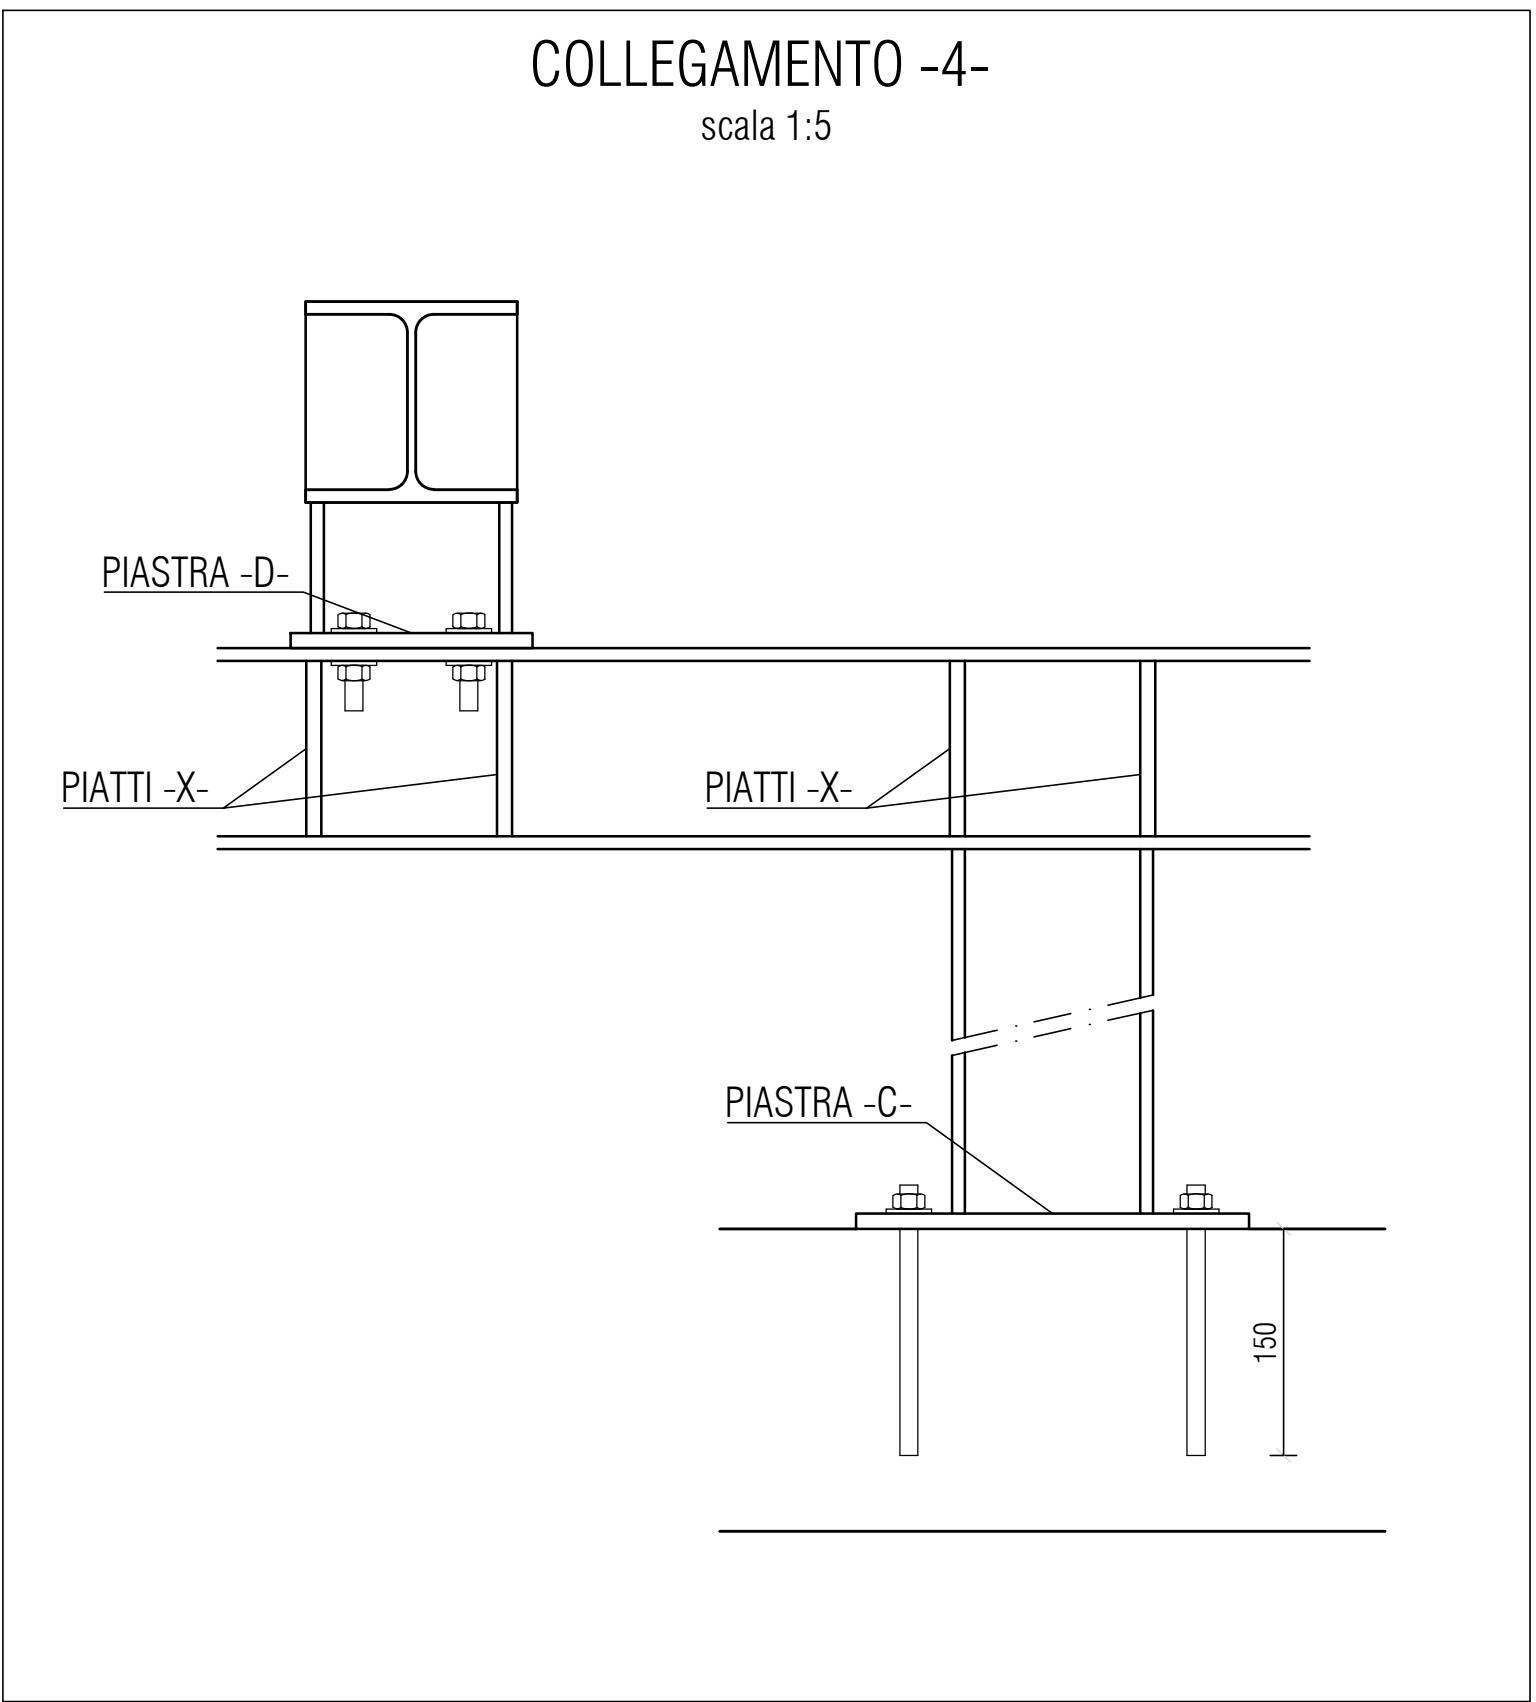 COLLEGAMENTO -4-
scala 1:5
PIASTRA -D-
PIATTI -X-
PIATTI -X-
PIASTRA -C-
150